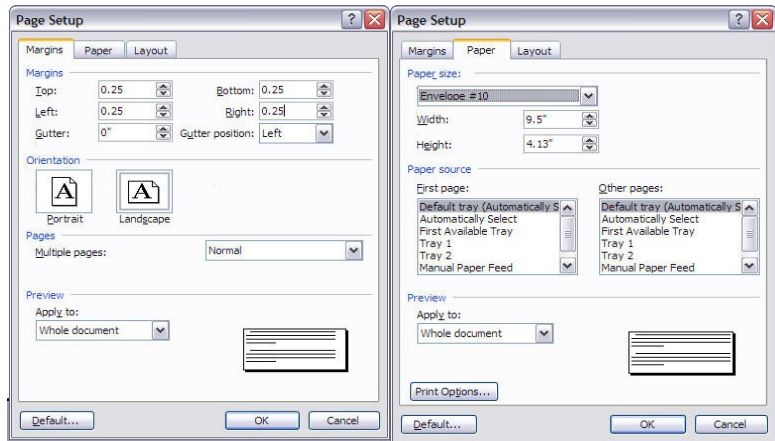 Page Setup
Margins Paper Layout
Margins
Top: 0.25 Bottom: 0.25
Left: 0.25 Right: 0.25
Gutter: 0" Gutter position: Left
Orientation
A A
Portrait Landscape
Pages
Multiple pages: Normal
Preview
Apply to:
Whole document
Default... OK Cancel
Page Setup
Margins Paper Layout
Paper size:
Envelope #10
Width: 9.5"
Height: 4.13"
Paper source
First page: Other pages:
Default tray (Automatically S Default tray (Automatically S
Automatically Select Automatically Select
First Available Tray First Available Tray
Tray 1 Tray 1
Tray 2 Tray 2
Manual Paper Feed Manual Paper Feed
Preview
Apply to:
Whole document
Print Options...
Default... OK Cancel